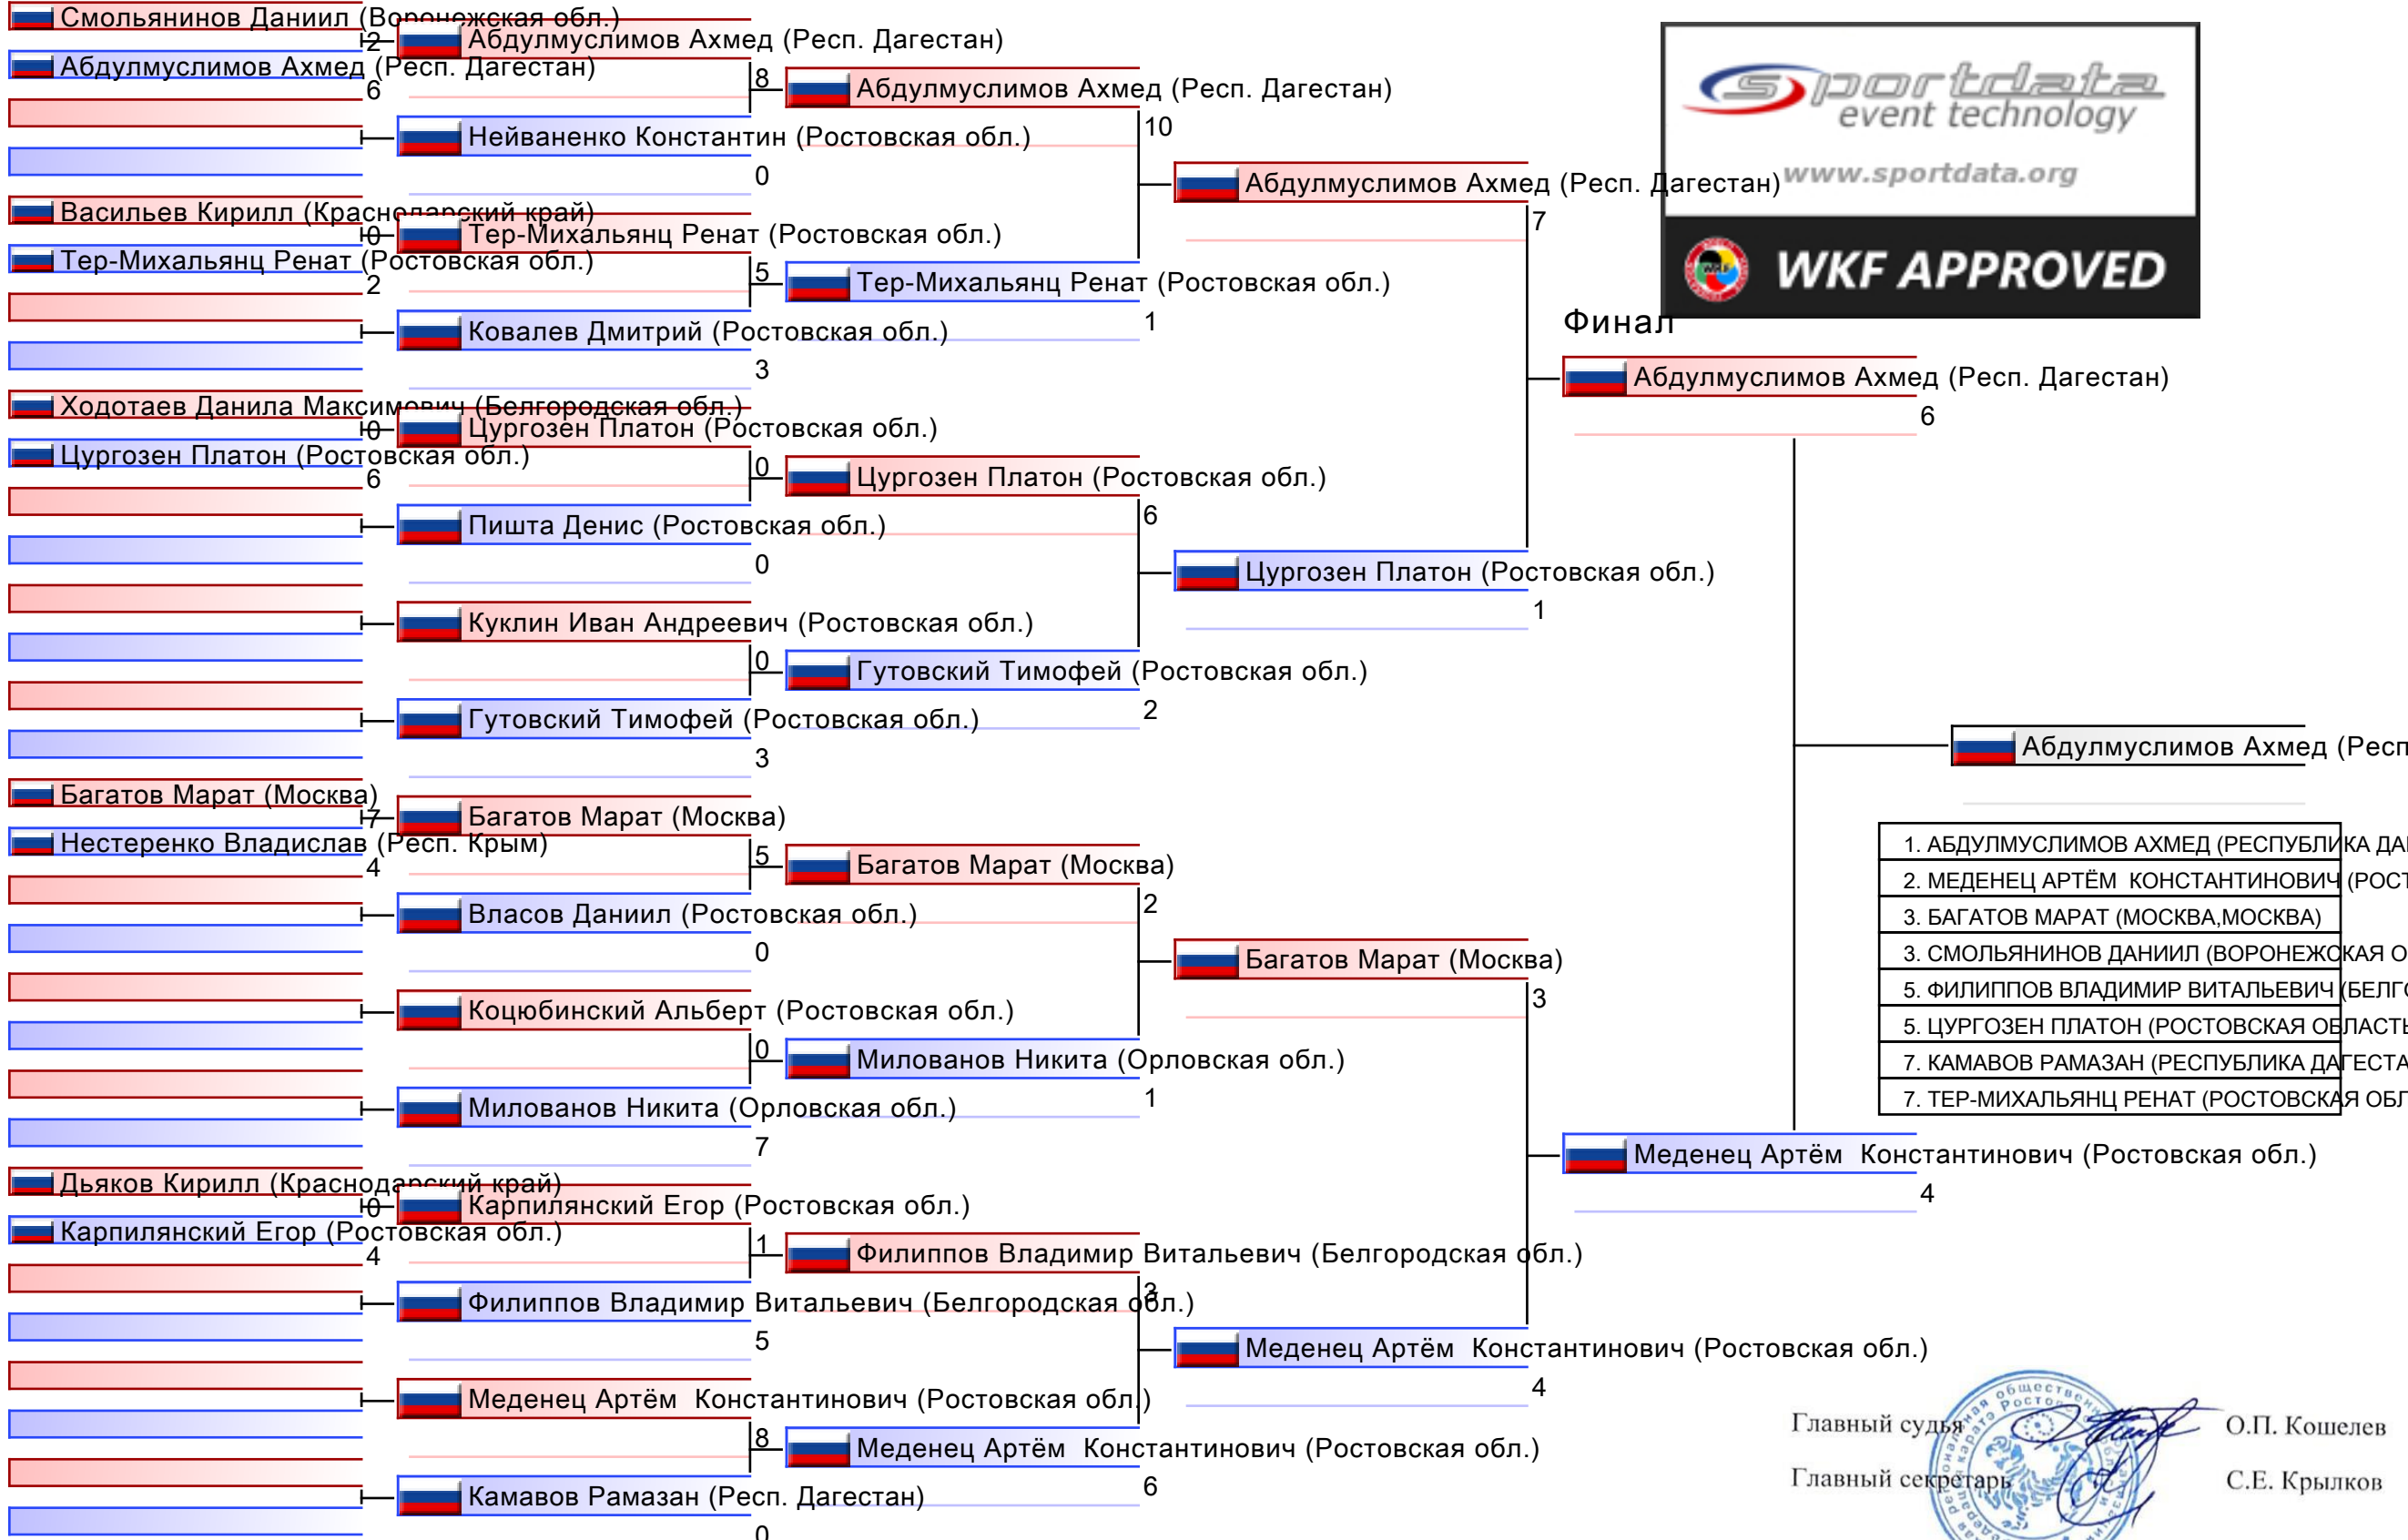 Смольянинов Даниил (Воронежская обл.)
2
Абдулмуслимов Ахмед (Респ. Дагестан)
6
Васильев Кирилл (Краснодарский край)
0
Тер-Михальянц Ренат (Ростовская обл.)
2
Ходотаев Данила Максимович (Белгородская обл.)
0
Цургозен Платон (Ростовская обл.)
6
Багатов Марат (Москва)
7
Нестеренко Владислав (Респ. Крым)
4
Дьяков Кирилл (Краснодарский край)
0
Карпилянский Егор (Ростовская обл.)
4
Абдулмуслимов Ахмед (Респ. Дагестан)
8
Нейваненко Константин (Ростовская обл.)
0
Тер-Михальянц Ренат (Ростовская обл.)
5
Ковалев Дмитрий (Ростовская обл.)
3
Цургозен Платон (Ростовская обл.)
0
Пишта Денис (Ростовская обл.)
0
Куклин Иван Андреевич (Ростовская обл.)
0
Гутовский Тимофей (Ростовская обл.)
3
Багатов Марат (Москва)
5
Власов Даниил (Ростовская обл.)
0
Коцюбинский Альберт (Ростовская обл.)
0
Милованов Никита (Орловская обл.)
7
Карпилянский Егор (Ростовская обл.)
1
Филиппов Владимир Витальевич (Белгородская обл.)
5
Меденец Артём Константинович (Ростовская обл.)
8
Камавов Рамазан (Респ. Дагестан)
0
Абдулмуслимов Ахмед (Респ. Дагестан)
10
Тер-Михальянц Ренат (Ростовская обл.)
1
Цургозен Платон (Ростовская обл.)
6
Гутовский Тимофей (Ростовская обл.)
2
Багатов Марат (Москва)
2
Милованов Никита (Орловская обл.)
1
Филиппов Владимир Витальевич (Белгородская обл.)
3
Меденец Артём Константинович (Ростовская обл.)
6
Абдулмуслимов Ахмед (Респ. Дагестан)
7
Цургозен Платон (Ростовская обл.)
1
Багатов Марат (Москва)
3
Меденец Артём Константинович (Ростовская обл.)
4
sportdata
event technology
www.sportdata.org
WKF APPROVED
Финал
Абдулмуслимов Ахмед (Респ. Дагестан)
6
Меденец Артём Константинович (Ростовская обл.)
4
Абдулмуслимов Ахмед (Респ
1. АБДУЛМУСЛИМОВ АХМЕД (РЕСПУБЛИКА ДА
2. МЕДЕНЕЦ АРТЁМ КОНСТАНТИНОВИЧ (РОСТ
3. БАГАТОВ МАРАТ (МОСКВА,МОСКВА)
3. СМОЛЬЯНИНОВ ДАНИИЛ (ВОРОНЕЖСКАЯ О
5. ФИЛИППОВ ВЛАДИМИР ВИТАЛЬЕВИЧ (БЕЛГО
5. ЦУРГОЗЕН ПЛАТОН (РОСТОВСКАЯ ОБЛАСТЬ
7. КАМАВОВ РАМАЗАН (РЕСПУБЛИКА ДАГЕСТА
7. ТЕР-МИХАЛЬЯНЦ РЕНАТ (РОСТОВСКАЯ ОБЛ
Главный судья О.П. Кошелев
Главный секретарь С.Е. Крылков